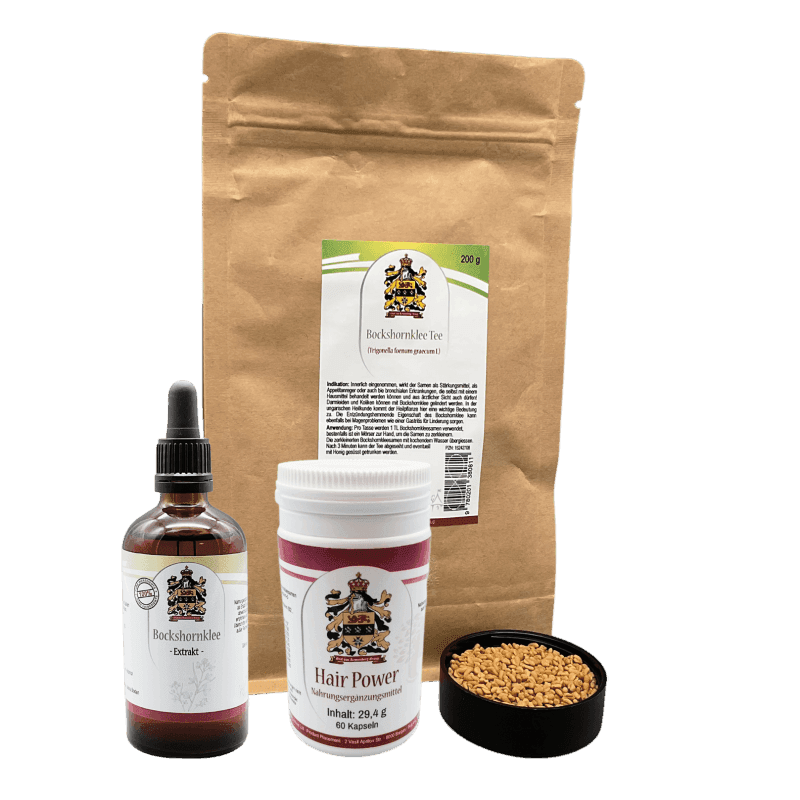 200 g
Bockshornklee Tee
(Trigonella foenum graecum L)
Indikation: Innerlich eingenommen, wirkt der Samen als Stärkungsmittel, als
Appetitanreger oder auch bie bronchialen Erkrankungen, die selbst mit einem
Hausmittel behandelt werden können und aus ärztlicher Sicht auch dürfen!
Darmleiden und Koliken können mit Bockshornklee gelindert werden. In der
ungarischen Heilkunde kommt der Heilpflanze hier eine wichtige Bedeutung
zu. Die Entzündungshemmende Eigenschaft des Bockshornklee kann
ebenfalls bei Magenproblemen wie einer Gastritis für Linderung sorgen.
Anwendung: Pro Tasse werden 1 TL Bockshornkleesamen verwendet,
bestenfalls ist ein Mörser zur Hand, um die Samen zu zerkleinern.
Die zerkleinerten Bockshornkleesamen mit kochendem Wasser übergiessen.
Nach 3 Minuten kann der Tee abgeseiht und eventuell
mit Honig gesüsst getrunken werden.
PZN
100%
Bockshornklee
- Extrakt -
Hair Power
Nahrungsergänzungsmittel
Inhalt: 29,4 g
60 Kapseln